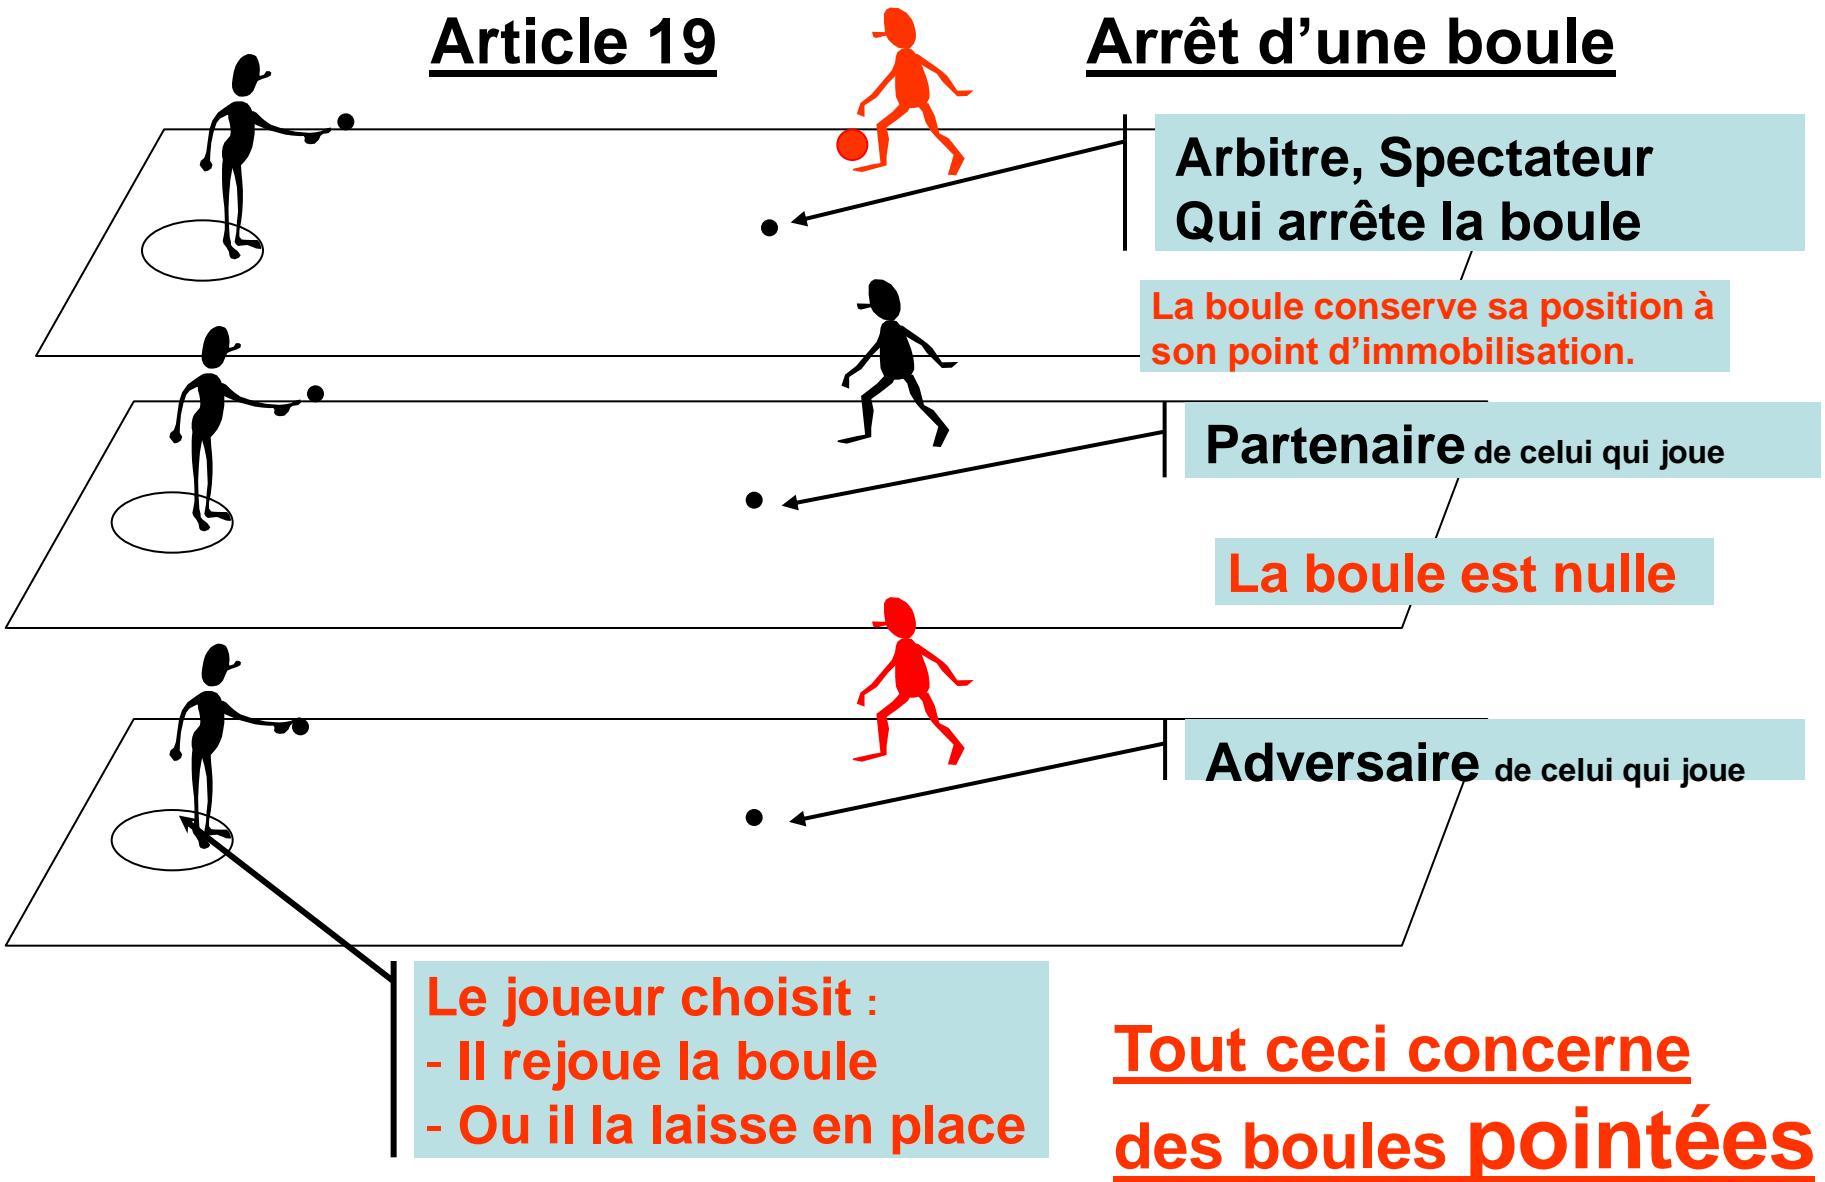 Article 19 Arrêt d’une boule
Arbitre, Spectateur
Qui arrête la boule
La boule conserve sa position à
son point d’immobilisation.
Partenaire de celui qui joue
La boule est nulle
Adversaire de celui qui joue
Le joueur choisit :
- Il rejoue la boule
- Ou il la laisse en place
Tout ceci concerne
des boules pointées